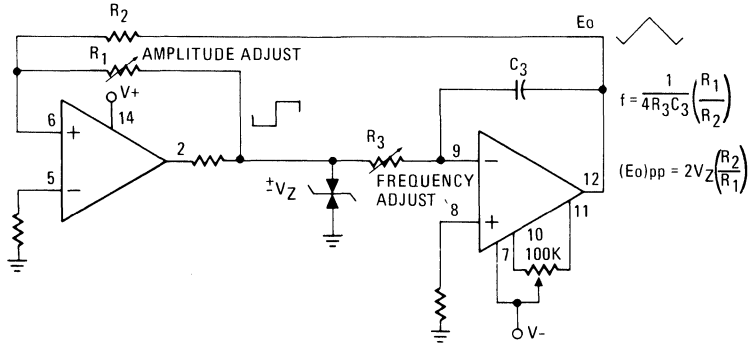 R2
Eo
R1 AMPLITUDE ADJUST
V+
C3
f = 1/4R3C3 (R1/R2)
6
+
14
2
R3
9
−
12
(Eo)pp = 2VZ (R2/R1)
5
−
±VZ
FREQUENCY
ADJUST
8
+
11
10
7
100K
V-